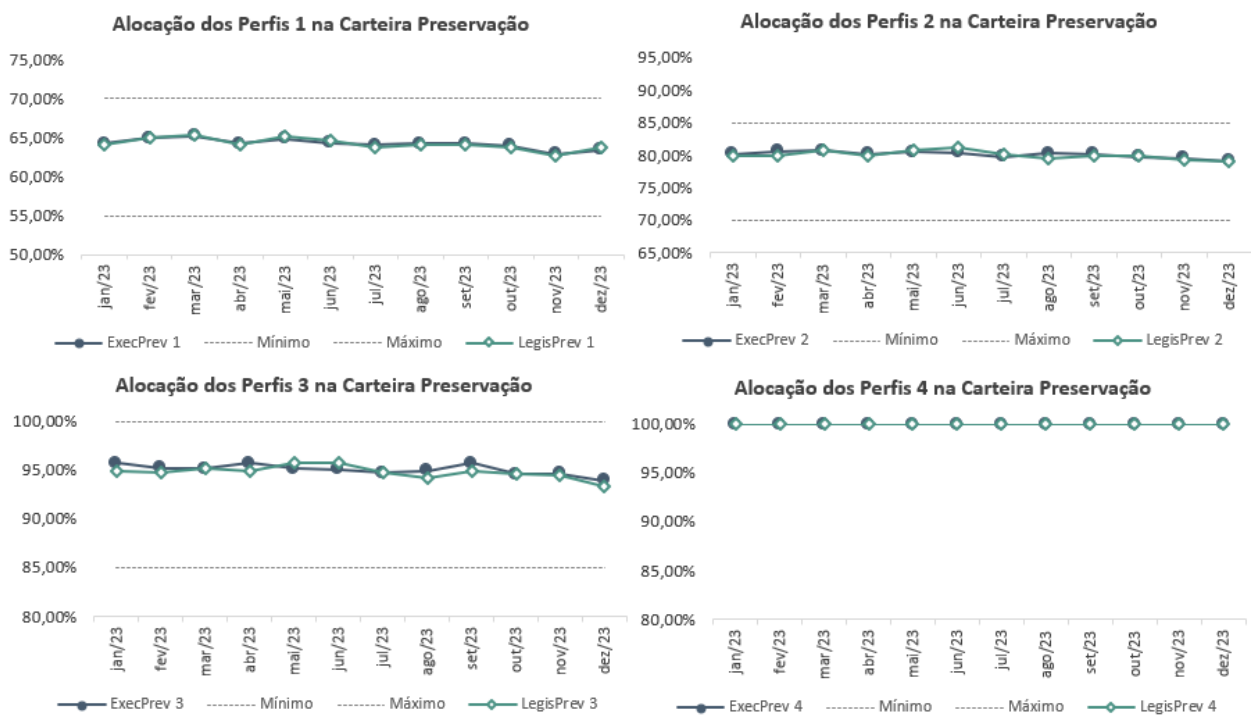 Alocação dos Perfis 1 na Carteira Preservação
75,00%
70,00%
65,00%
60,00%
55,00%
50,00%
jan/23
fev/23
mar/23
abr/23
mai/23
jun/23
jul/23
ago/23
set/23
out/23
nov/23
dez/23
ExecPrev 1 Mínimo Máximo LegisPrev 1
Alocação dos Perfis 2 na Carteira Preservação
95,00%
90,00%
85,00%
80,00%
75,00%
70,00%
65,00%
jan/23
fev/23
mar/23
abr/23
mai/23
jun/23
jul/23
ago/23
set/23
out/23
nov/23
dez/23
ExecPrev 2 Mínimo Máximo LegisPrev 2
Alocação dos Perfis 3 na Carteira Preservação
100,00%
95,00%
90,00%
85,00%
80,00%
jan/23
fev/23
mar/23
abr/23
mai/23
jun/23
jul/23
ago/23
set/23
out/23
nov/23
dez/23
ExecPrev 3 Mínimo Máximo LegisPrev 3
Alocação dos Perfis 4 na Carteira Preservação
100,00%
95,00%
90,00%
85,00%
80,00%
jan/23
fev/23
mar/23
abr/23
mai/23
jun/23
jul/23
ago/23
set/23
out/23
nov/23
dez/23
ExecPrev 4 Mínimo Máximo LegisPrev 4